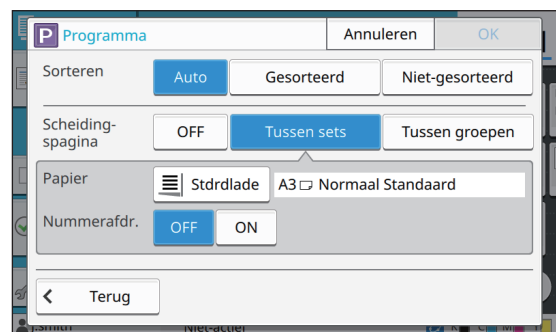 P Programma
Annuleren
OK
Sorteren
Auto
Gesorteerd
Niet-gesorteerd
Scheiding-
spagina
OFF
Tussen sets
Tussen groepen
Papier
Stdrdlade
A3 Normaal Standaard
Nummerafdr.
OFF
ON
Terug
j.smith
Niet-actief
K C M Y